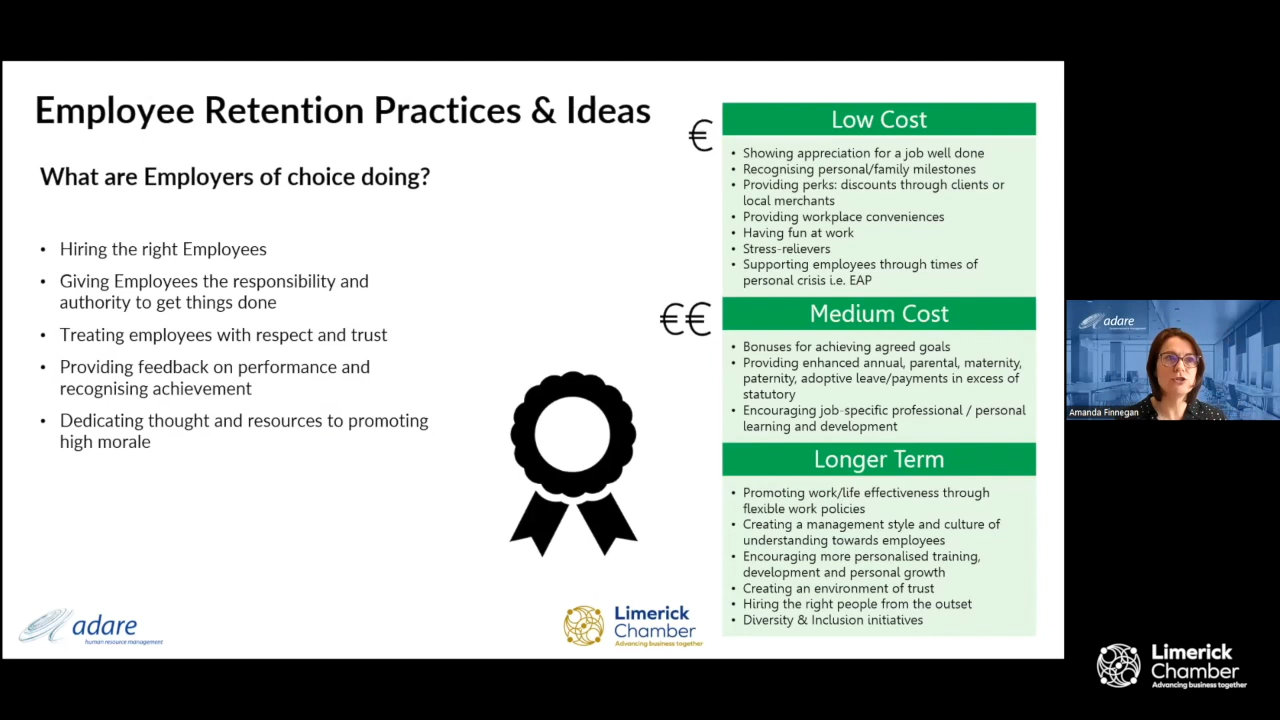 Employee Retention Practices & Ideas
What are Employers of choice doing?
• Hiring the right Employees
• Giving Employees the responsibility and
authority to get things done
• Treating employees with respect and trust
• Providing feedback on performance and
recognising achievement
• Dedicating thought and resources to promoting
high morale
€
Low Cost
• Showing appreciation for a job well done
• Recognising personal/family milestones
• Providing perks: discounts through clients or
local merchants
• Providing workplace conveniences
• Having fun at work
• Stress-relievers
• Supporting employees through times of
personal crisis i.e. EAP
€€
Medium Cost
• Bonuses for achieving agreed goals
• Providing enhanced annual, parental, maternity,
paternity, adoptive leave/payments in excess of
statutory
• Encouraging job-specific professional / personal
learning and development
Longer Term
• Promoting work/life effectiveness through
flexible work policies
• Creating a management style and culture of
understanding towards employees
• Encouraging more personalised training,
development and personal growth
• Creating an environment of trust
• Hiring the right people from the outset
• Diversity & Inclusion initiatives
adare
human resource management
Limerick
Chamber
Advancing business together
adare
Amanda Finnegan
Limerick
Chamber
Advancing business together